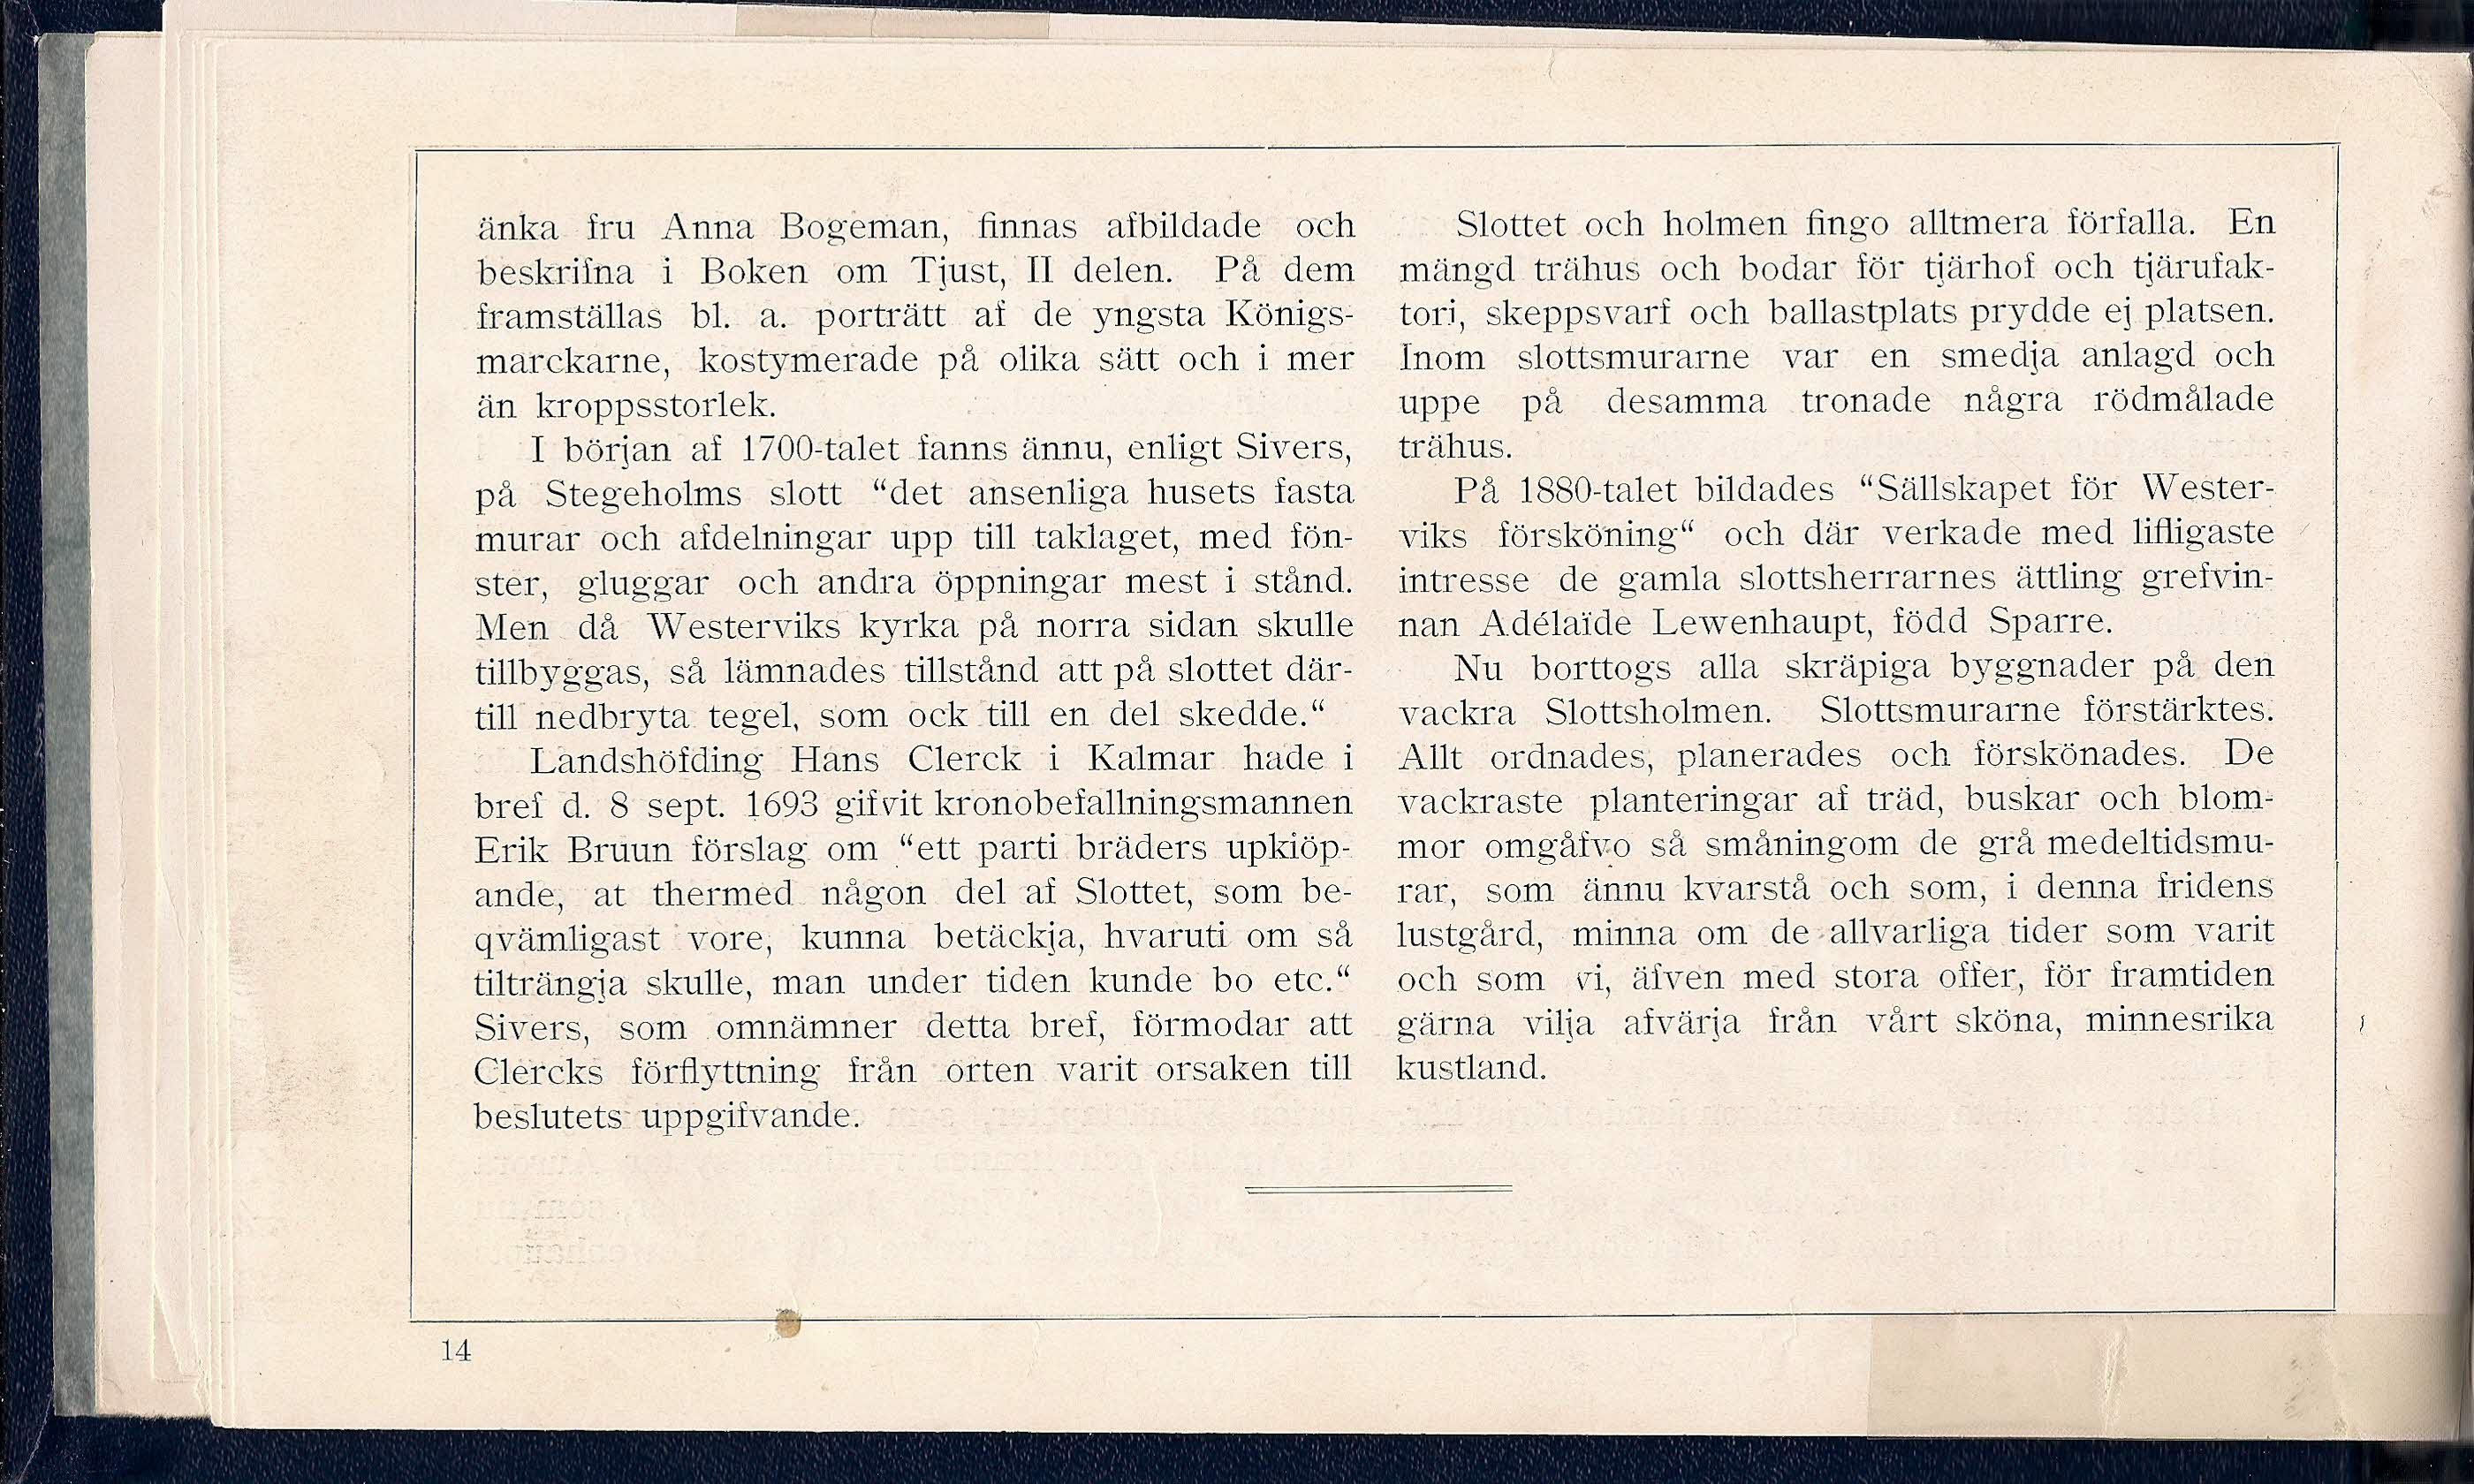 änka fru Anna Bogeman, finnas afbildade och
beskrifna i Boken om Tjust, II delen. På dem
framställas bl. a. porträtt af de yngsta Königs-
marckarne, kostymerade på olika sätt och i mer
än kroppsstorlek.
I början af 1700-talet fanns ännu, enligt Sivers,
på Stegeholms slott “det ansenliga husets fasta
murar och afdelningar upp till taklaget, med fön-
ster, gluggar och andra öppningar mest i stånd.
Men då Westerviks kyrka på norra sidan skulle
tillbyggas, så lämnades tillstånd att på slottet där-
till nedbryta tegel, som ock till en del skedde.“
Landshöfding Hans Clerck i Kalmar hade i
bref d. 8 sept. 1693 gifvit kronobefallningsmannen
Erik Bruun förslag om “ett parti bräders upkiöp-
ande, at thermed någon del af Slottet, som be-
qvämligast vore, kunna betäckja, hvaruti om så
tilträngja skulle, man under tiden kunde bo etc.“
Sivers, som omnämner detta bref, förmodar att
Clercks förflyttning från orten varit orsaken till
beslutets uppgifvande.
Slottet och holmen fingo alltmera förfalla. En
mängd trähus och bodar för tjärhof och tjärufak-
tori, skeppsvarf och ballastplats prydde ej platsen.
Inom slottsmurarne var en smedja anlagd och
uppe på desamma tronade några rödmålade
trähus.
På 1880-talet bildades “Sällskapet för Wester-
viks försköning“ och där verkade med lifligaste
intresse de gamla slottsherrarnes ättling grefvin-
nan Adélaïde Lewenhaupt, född Sparre.
Nu borttogs alla skräpiga byggnader på den
vackra Slottsholmen. Slottsmurarne förstärktes.
Allt ordnades, planerades och förskönades. De
vackraste planteringar af träd, buskar och blom-
mor omgåfvo så småningom de grå medeltidsmu-
rar, som ännu kvarstå och som, i denna fridens
lustgård, minna om de allvarliga tider som varit
och som vi, äfven med stora offer, för framtiden
gärna vilja afvärja från vårt sköna, minnesrika
kustland.
14